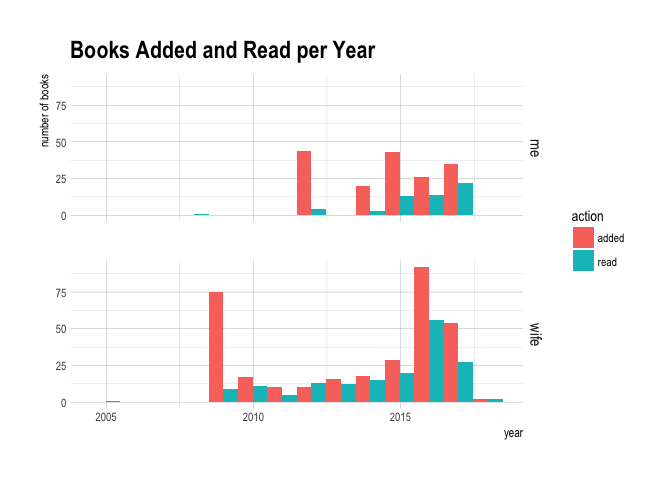 Books Added and Read per Year
number of books
75
50
25
0
me
75
50
25
0
wife
2005 2010 2015
year
action
added
read